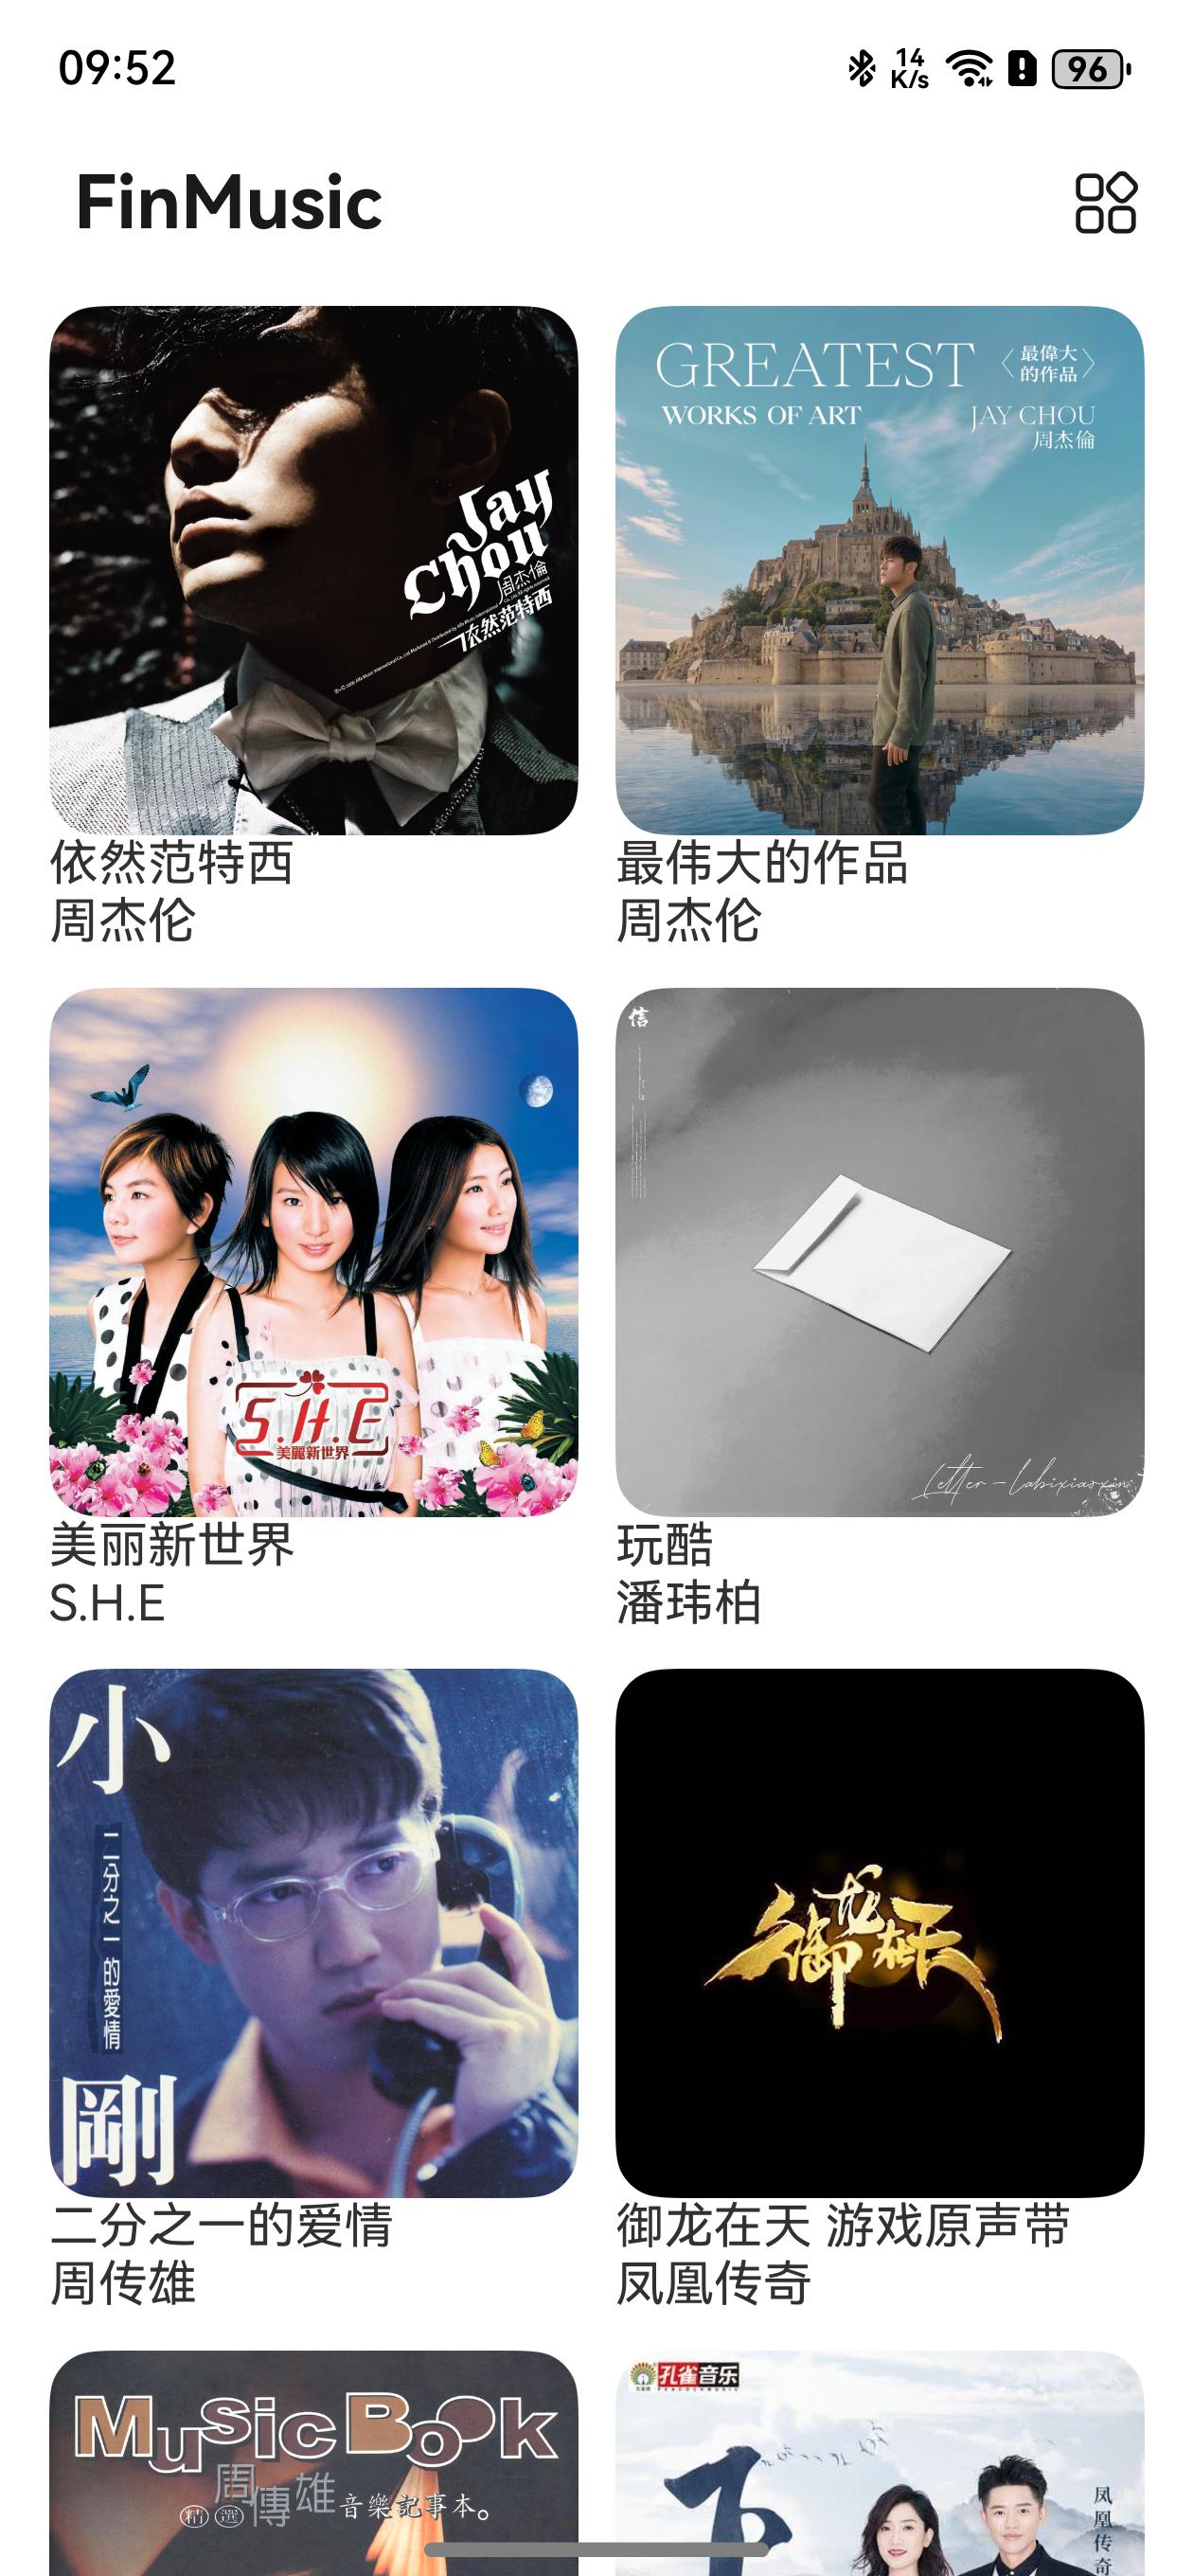 09:52
14
K/s
96
FinMusic
Jay
Chou
周杰倫
依然范特西
GREATEST
〈最偉大
的作品〉
WORKS OF ART
JAY CHOU
周杰倫
依然范特西
周杰伦
最伟大的作品
周杰伦
S.H.E
美麗新世界
信
Letter - labixiaoxin
美丽新世界
S.H.E
玩酷
潘玮柏
小
二分之一的愛情
剛
御龙在天
二分之一的爱情
周传雄
御龙在天 游戏原声带
凤凰传奇
Music Book
周傳雄
精選
音樂記事本。
孔雀音乐
凤凰传奇